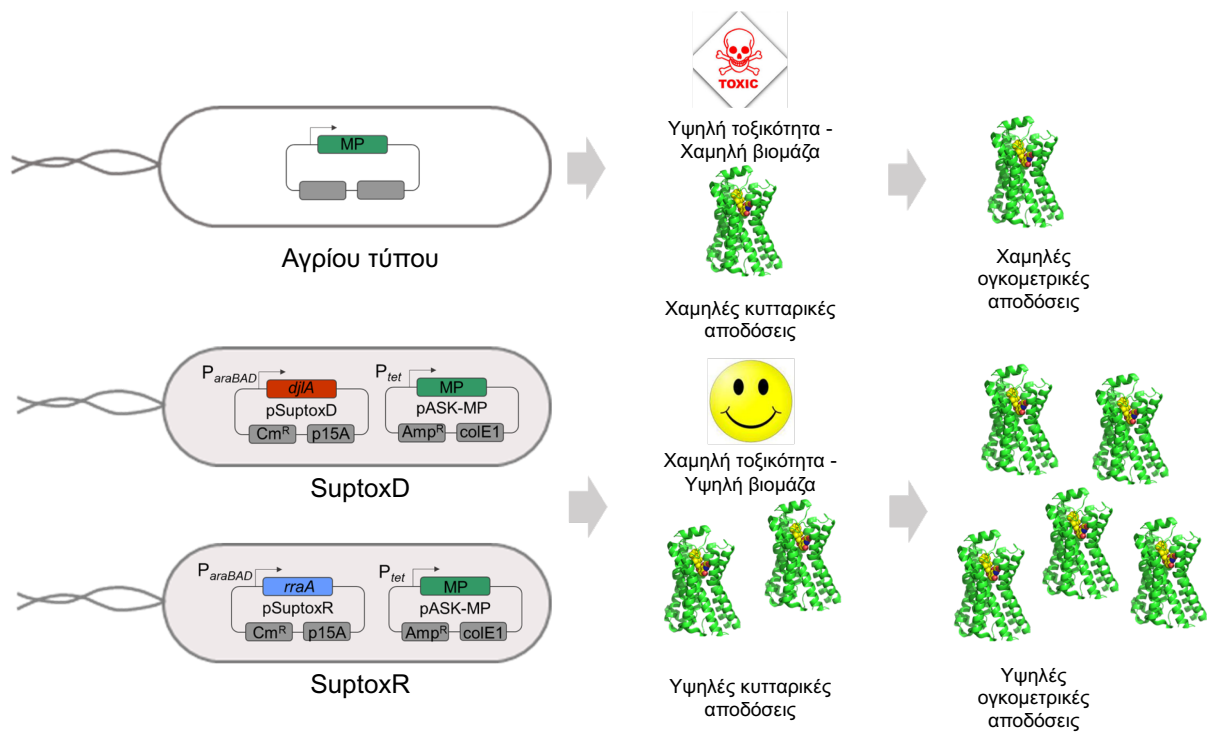 TOXIC
Υψηλή τοξικότητα -
Χαμηλή βιομάζα
MP
Αγρίου τύπου
Χαμηλές κυτταρικές
αποδόσεις
Χαμηλές
ογκομετρικές
αποδόσεις
ParaBAD
djlA
pSuptoxD
CmR
p15A
Ptet
MP
pASK-MP
AmpR
colE1
SuptoxD
Χαμηλή τοξικότητα -
Υψηλή βιομάζα
ParaBAD
rraA
pSuptoxR
CmR
p15A
Ptet
MP
pASK-MP
AmpR
colE1
SuptoxR
Υψηλές κυτταρικές
αποδόσεις
Υψηλές
ογκομετρικές
αποδόσεις